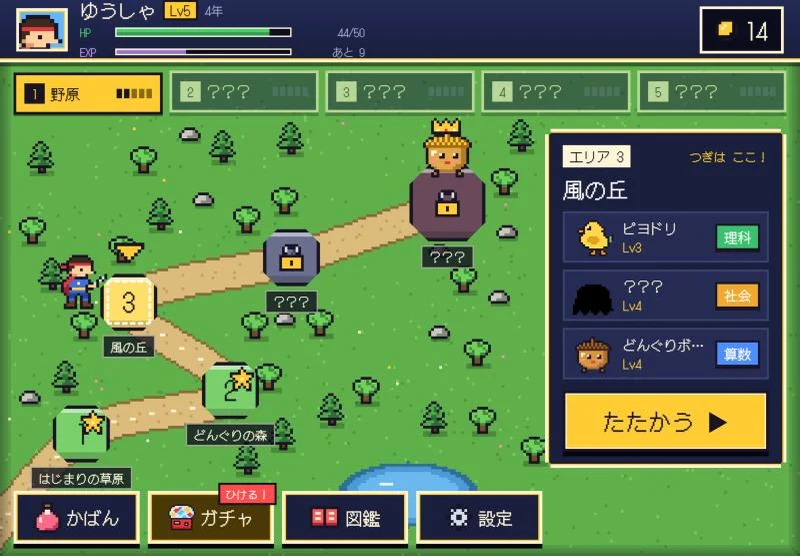 ゆうしゃ Lv5 4年
HP 44/50
EXP あと 9
14
1 野原
2 ???
3 ???
4 ???
5 ???
エリア 3 つぎは ここ!
風の丘
ピヨドリ
Lv3
理科
???
Lv4
社会
どんぐりボ…
Lv4
算数
たたかう ▶
???
???
3
風の丘
2
どんぐりの森
1
はじまりの草原
かばん
ひける!
ガチャ
図鑑
設定